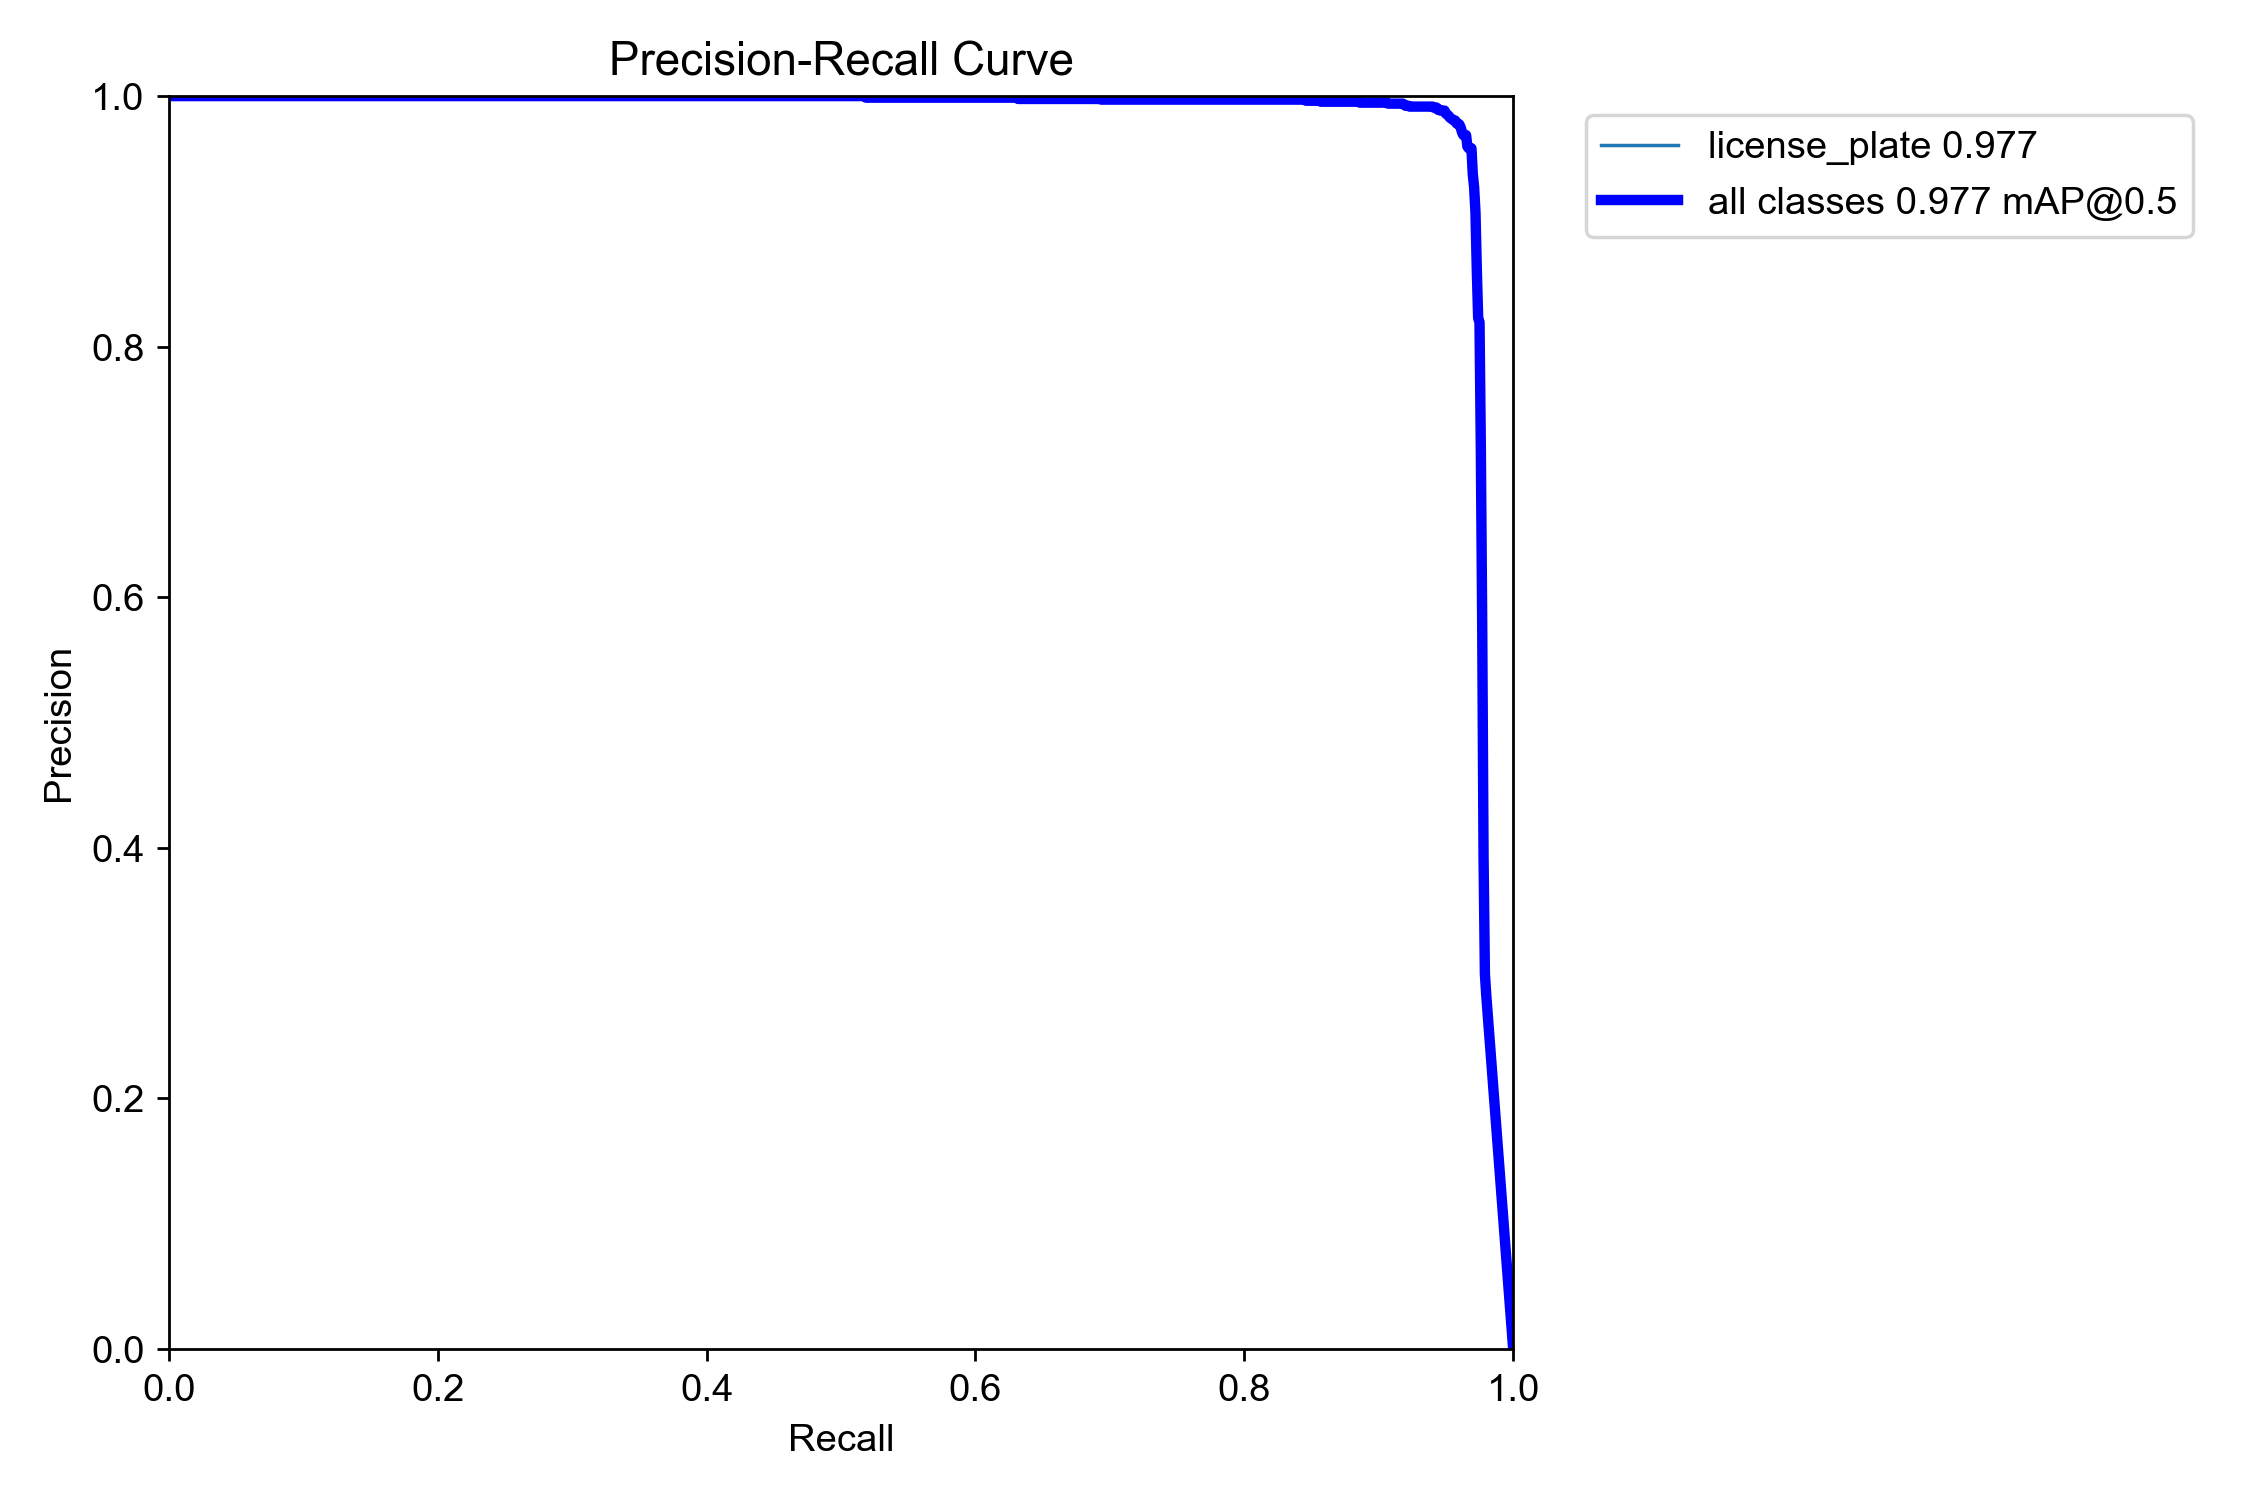 Precision-Recall Curve
1.0
0.8
0.6
0.4
0.2
0.0
Precision
0.0 0.2 0.4 0.6 0.8 1.0
Recall
license_plate 0.977
all classes 0.977 mAP@0.5